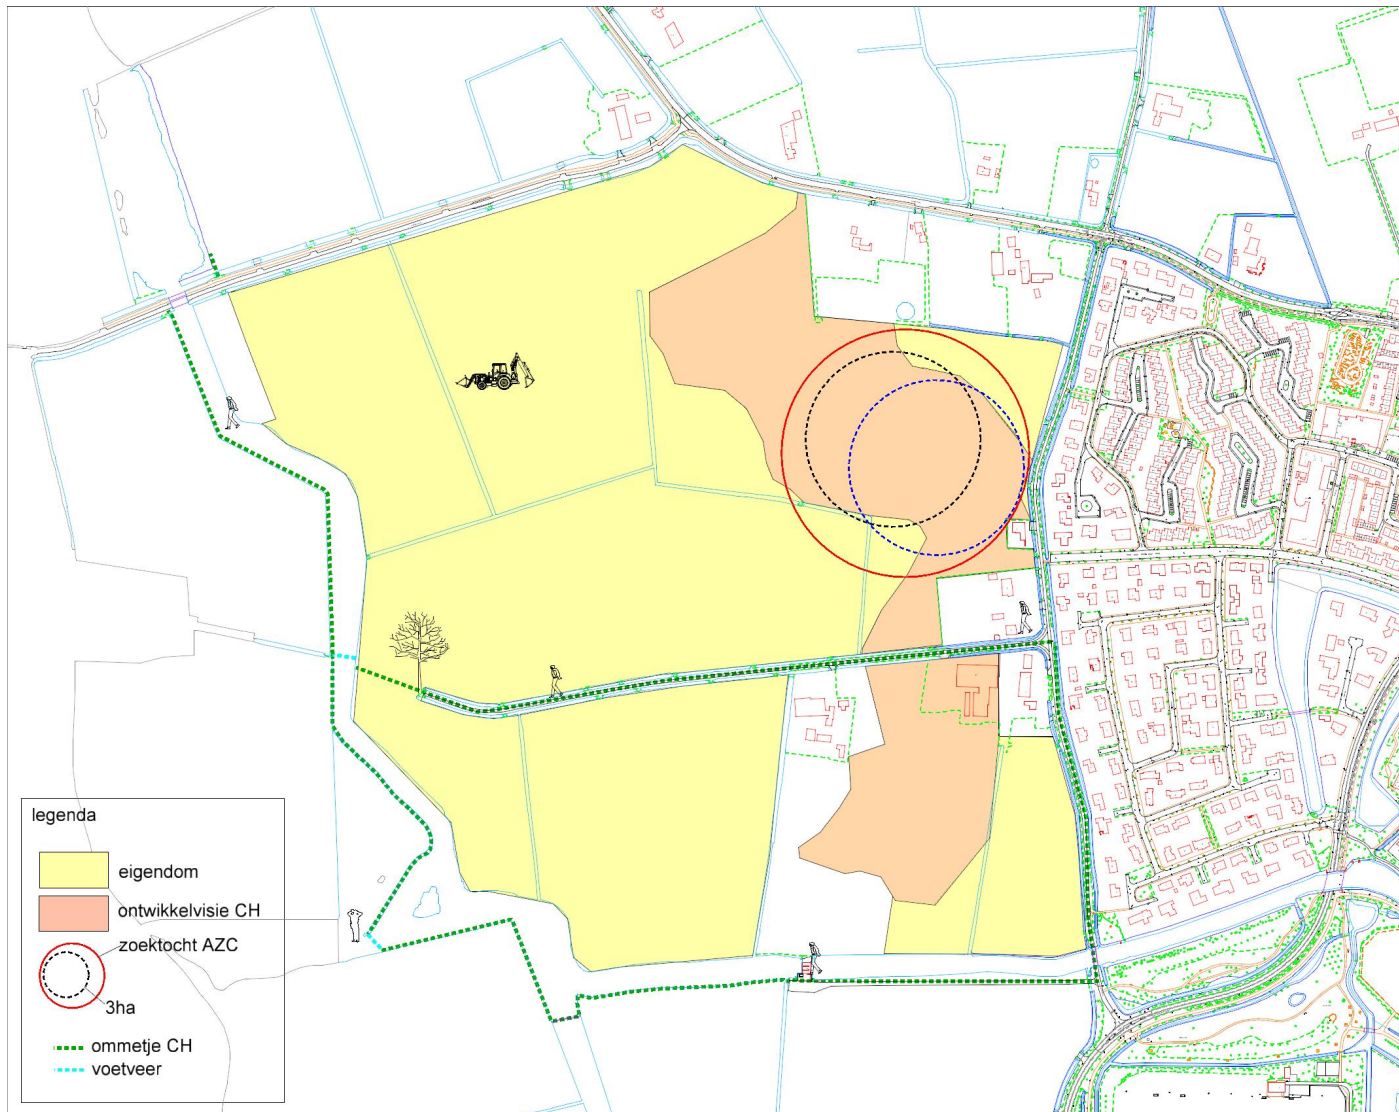 legenda
eigendom
ontwikkelvisie CH
zoektocht AZC
3ha
ommetje CH
voetveer